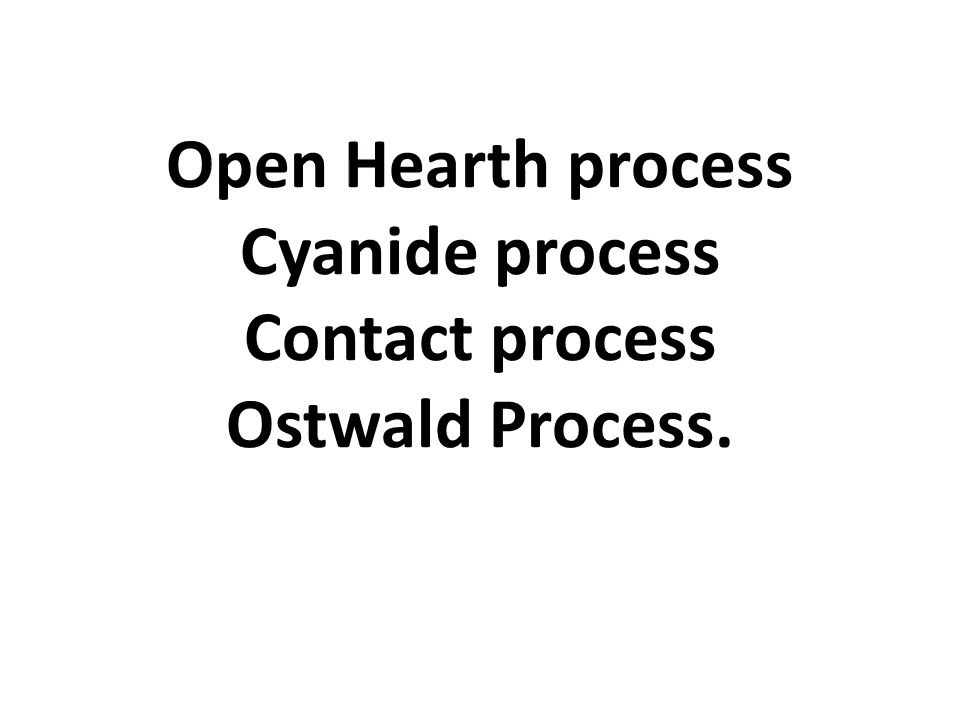 Open Hearth process
Cyanide process
Contact process
Ostwald Process.